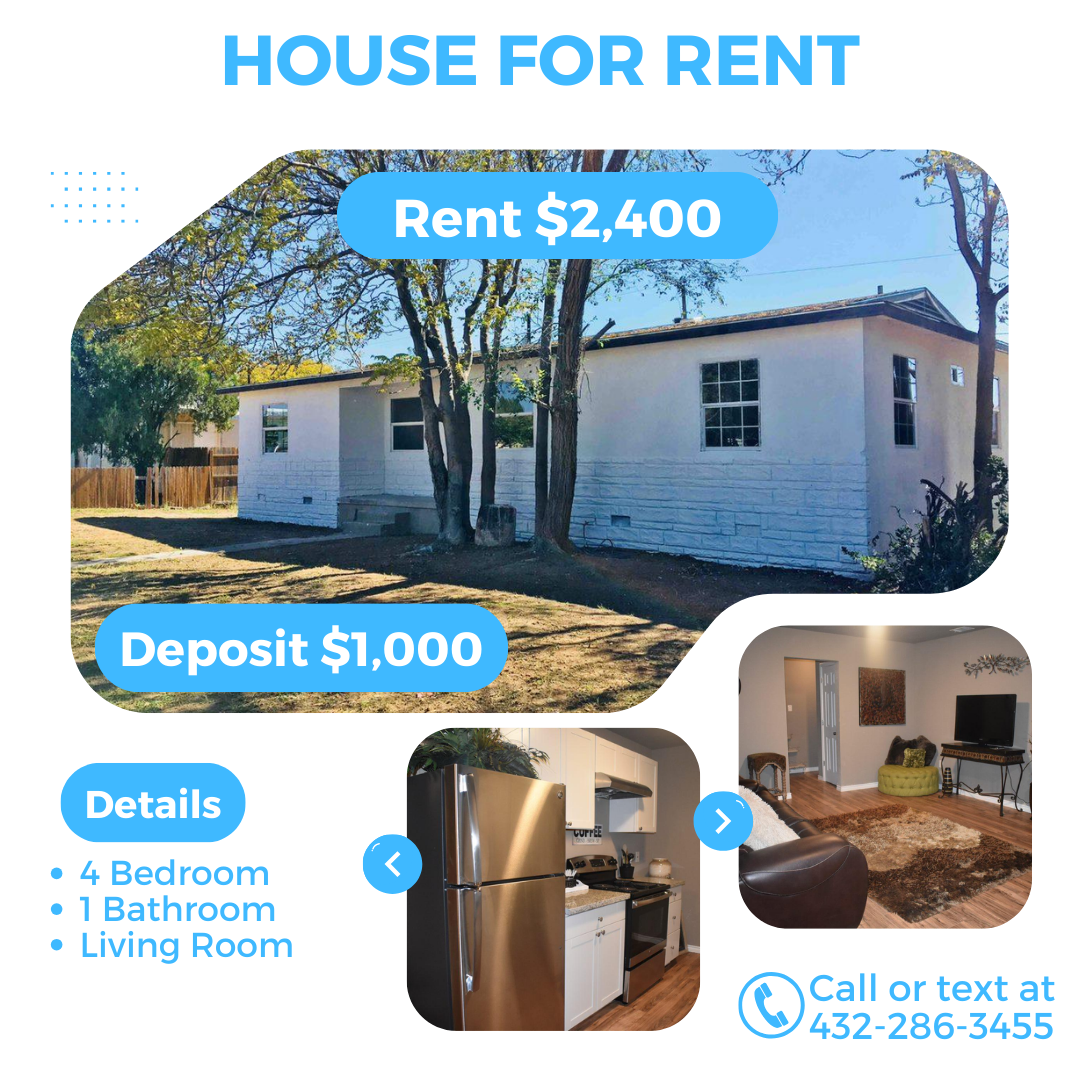 HOUSE FOR RENT
Rent $2,400
Deposit $1,000
Details
4 Bedroom
1 Bathroom
Living Room
COFFEE
Call or text at
432-286-3455